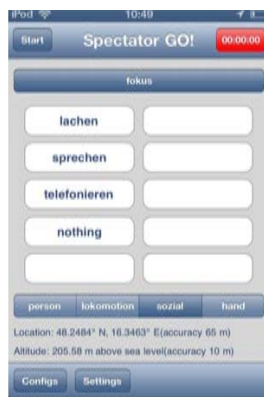 iPod 10:49
Start Spectator GO! 00:00:00
fokus
lachen
sprechen
telefonieren
nothing
person lokomotion sozial hand
Location: 48.2484° N, 16.3463° E(accuracy 65 m)
Altitude: 205.58 m above sea level(accuracy 10 m)
Configs Settings